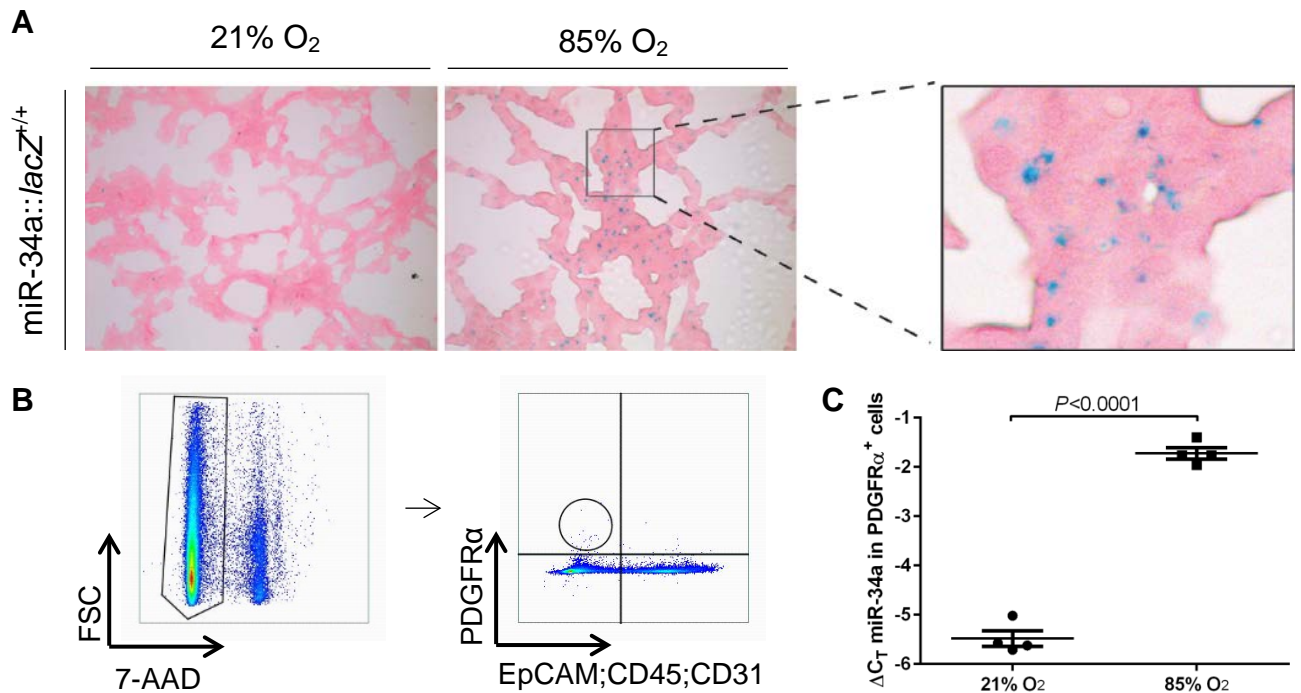 A
21% O2
85% O2
miR-34a::lacZ+/+
B
FSC
7-AAD
PDGFRα
EpCAM;CD45;CD31
C
ΔCT miR-34a in PDGFRα+ cells
P<0.0001
-1
-2
-3
-4
-5
-6
21% O2
85% O2